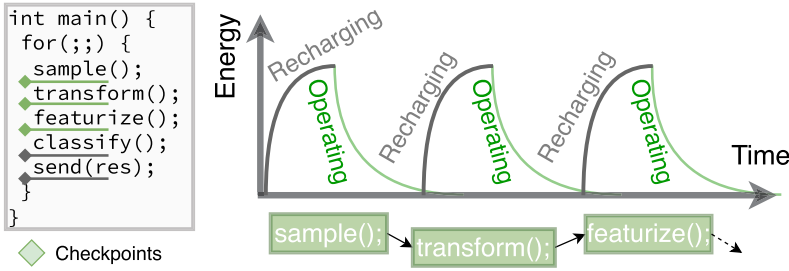 int main() {
for(;;) {
sample();
transform();
featurize();
classify();
send(res);
}
}
Checkpoints
Energy
Recharging
Operating
Recharging
Operating
Recharging
Operating
Time
sample();
transform();
featurize();